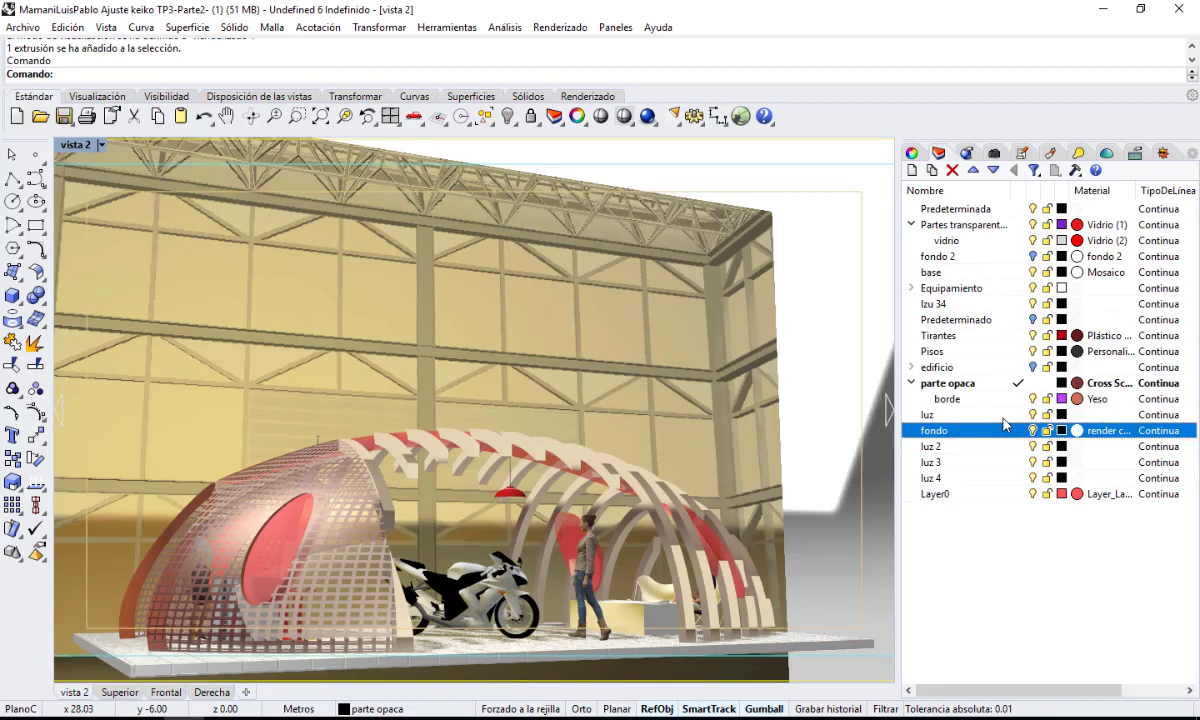 MamaniLuisPablo Ajuste keiko TP3-Parte2- (1) (51 MB) - Undefined 6 Indefinido - [vista 2]
Archivo Edición Vista Curva Superficie Sólido Malla Acotación Transformar Herramientas Análisis Renderizado Paneles Ayuda
1 extrusión se ha añadido a la selección.
Comando
Comando:
Estándar Visualización Visibilidad Disposición de las vistas Transformar Curvas Superficies Sólidos Renderizado
vista 2
Nombre Material TipoDeLínea
Predeterminada Continua
Partes transparent... Vidrio (1) Continua
vidrio Vidrio (2) Continua
fondo 2 fondo 2 Continua
base Mosaico Continua
Equipamiento Continua
lzu 34 Continua
Predeterminado Continua
Tirantes Plástico ... Continua
Pisos Personali... Continua
edificio Continua
parte opaca Cross Sc... Continua
borde Yeso Continua
luz Continua
fondo render c... Continua
luz 2 Continua
luz 3 Continua
luz 4 Continua
Layer0 Layer_La... Continua
vista 2 Superior Frontal Derecha
PlanoC x 28.03 y -6.00 z 0.00 Metros parte opaca Forzado a la rejilla Orto Planar RefObj SmartTrack Gumball Grabar historial Filtrar Tolerancia absoluta: 0.01